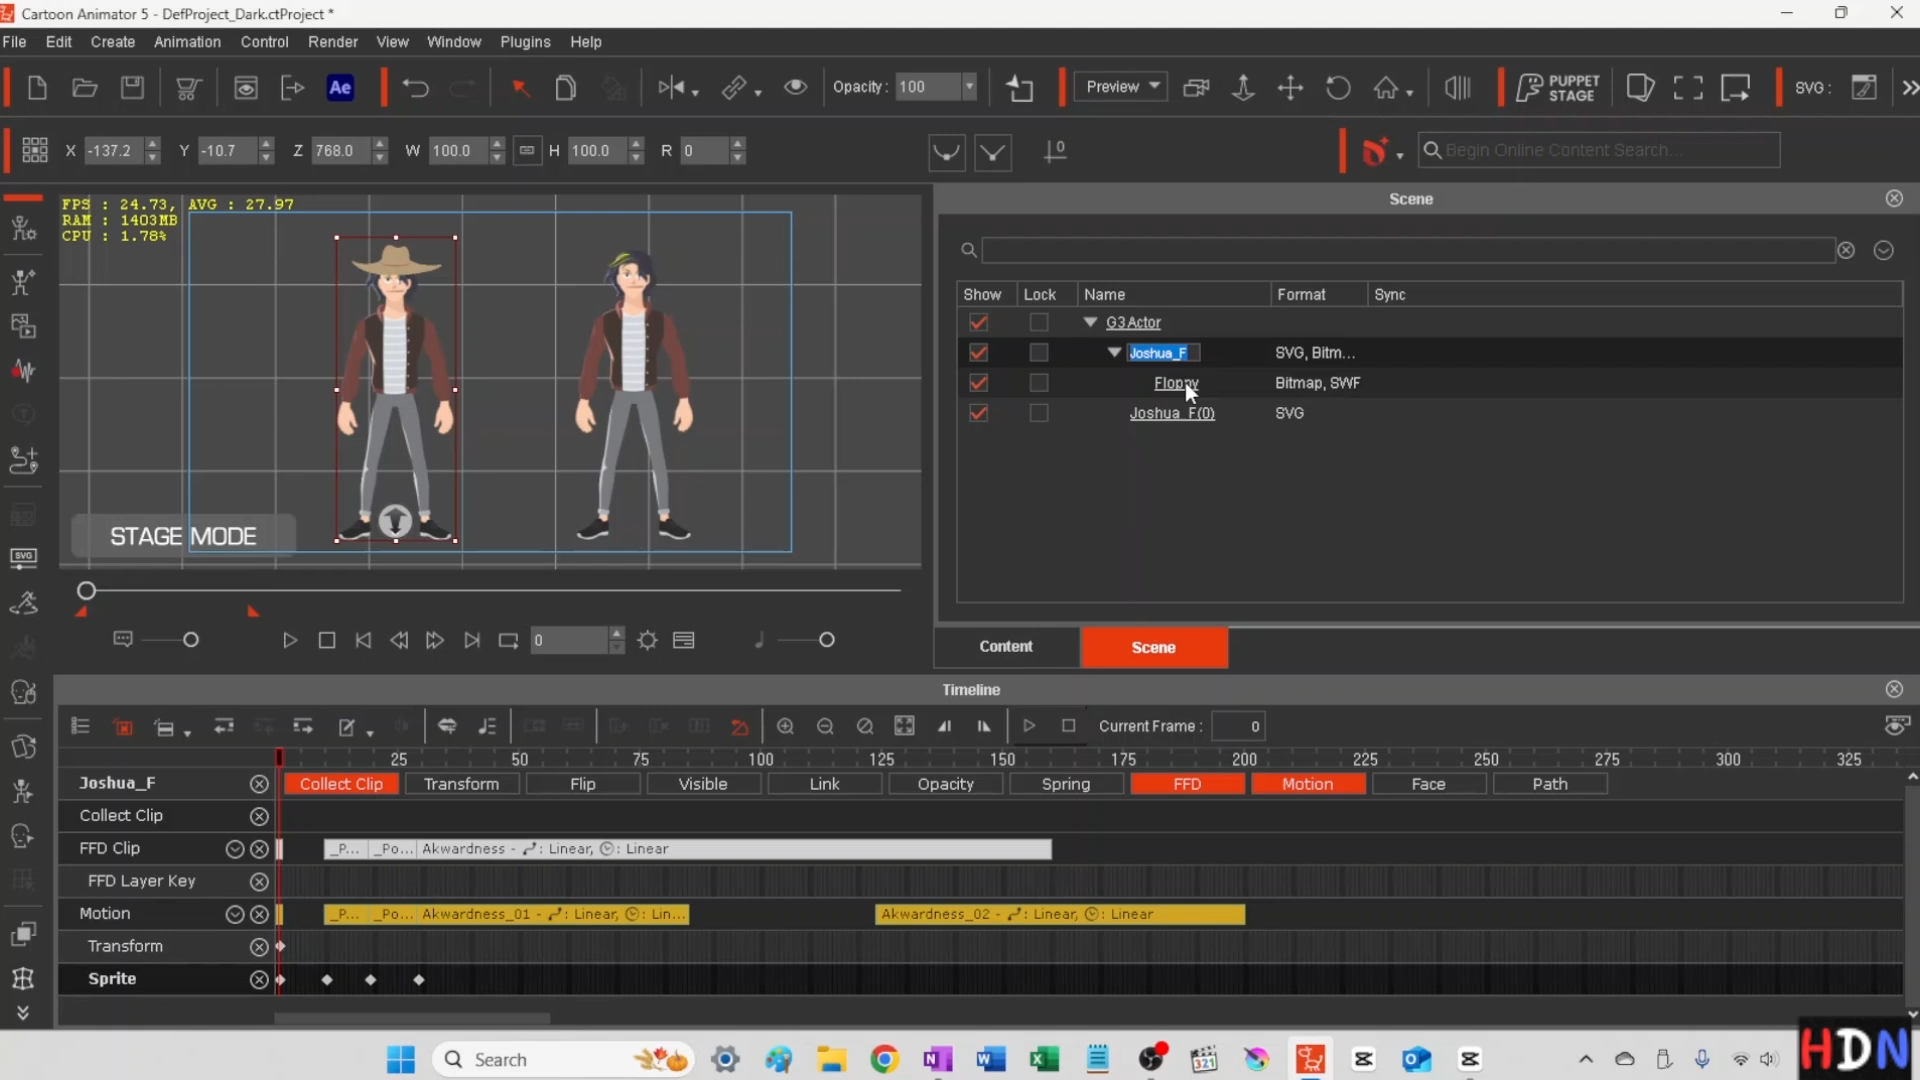 Cartoon Animator 5 - DefProject_Dark.ctProject *
File Edit Create Animation Control Render View Window Plugins Help
Ae Opacity : 100 Preview PUPPET STAGE SVG :
X -137.2 Y -10.7 Z 768.0 W 100.0 H 100.0 R 0 Begin Online Content Search...
Scene
FPS : 24.73, AVG : 27.97
RAM : 1403MB
CPU : 1.78%
Show Lock Name Format Sync
G3Actor
Joshua_F SVG, Bitm...
Floppy Bitmap, SWF
Joshua_F(0) SVG
STAGE MODE
0
Content Scene
Timeline
Current Frame : 0
25 50 75 100 125 150 175 200 225 250 275 300 325
Joshua_F Collect Clip Transform Flip Visible Link Opacity Spring FFD Motion Face Path
Collect Clip
FFD Clip _P... _Po... Akwardness - : Linear, : Linear
FFD Layer Key
Motion _P... _Po... Akwardness_01 - : Linear, : Lin... Akwardness_02 - : Linear, : Linear
Transform
Sprite
Search
HDN